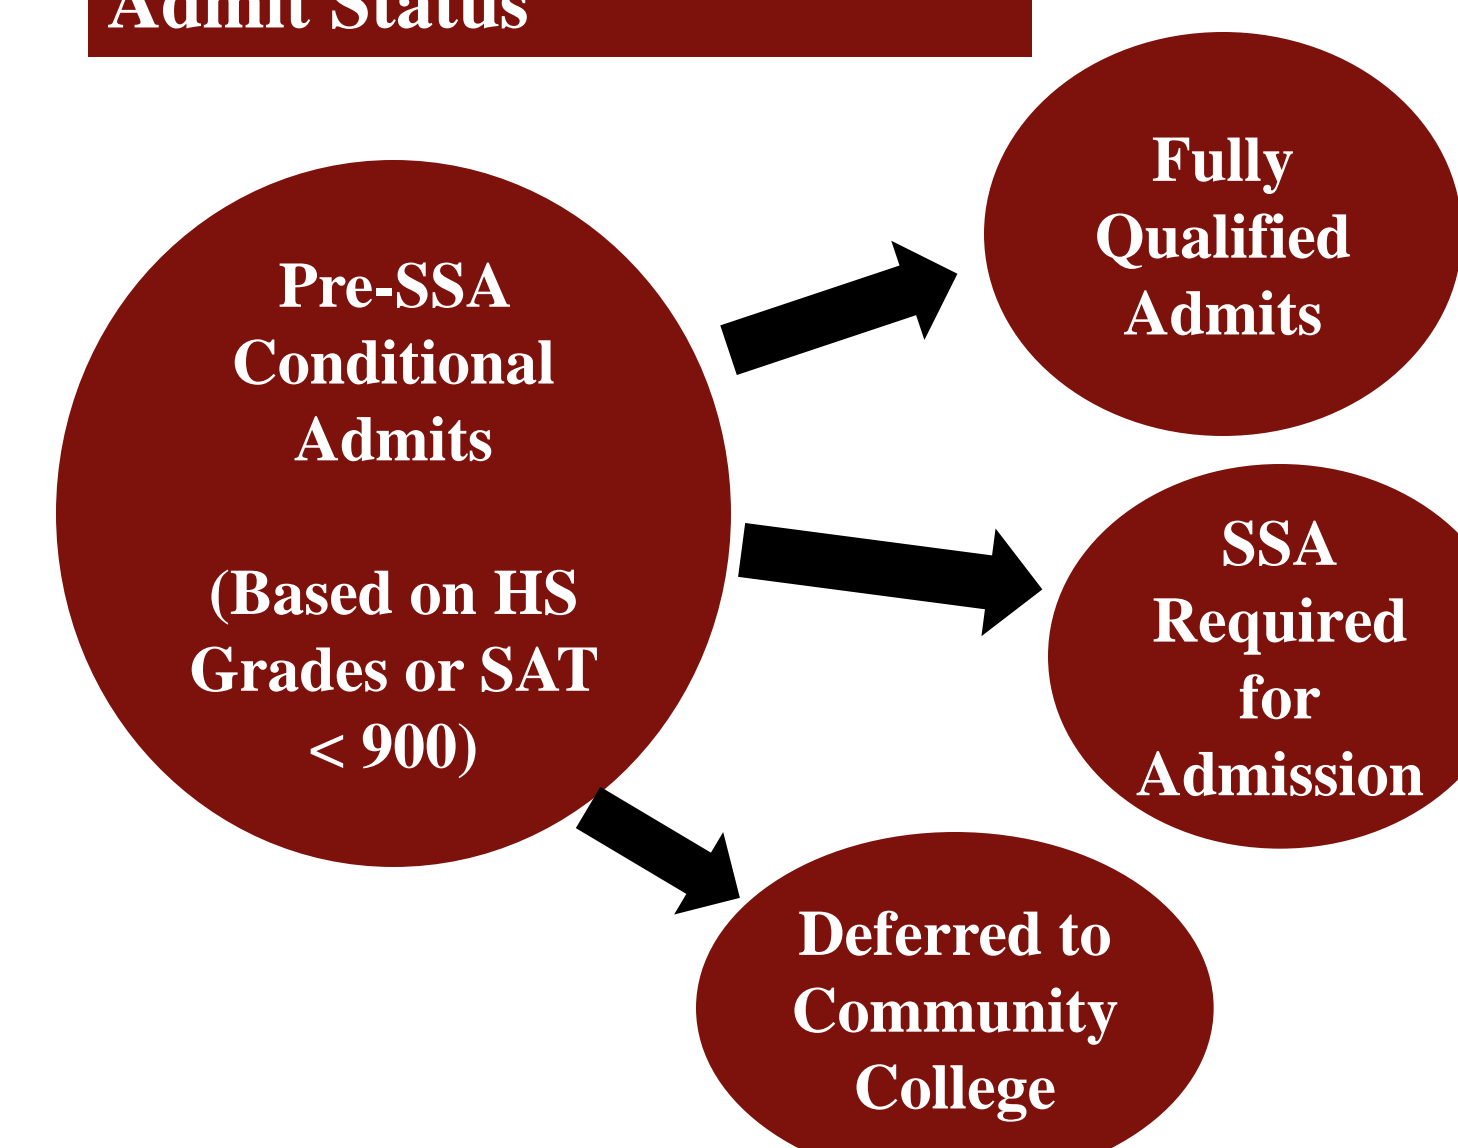 Admit Status
Pre-SSA
Conditional
Admits
(Based on HS
Grades or SAT
< 900)
Fully
Qualified
Admits
SSA
Required
for
Admission
Deferred to
Community
College